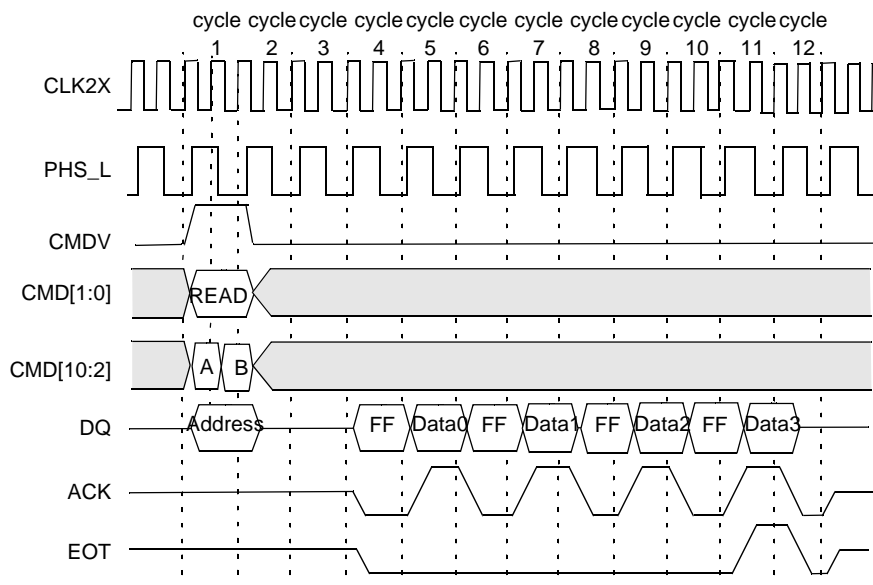 cycle cycle cycle cycle cycle cycle cycle cycle cycle cycle cycle cycle
1 2 3 4 5 6 7 8 9 10 11 12
CLK2X
PHS_L
CMDV
CMD[1:0] READ
CMD[10:2] A B
DQ Address FF Data0 FF Data1 FF Data2 FF Data3
ACK
EOT